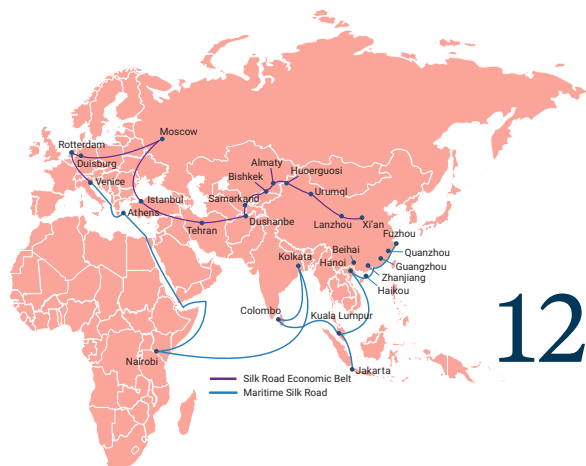 Moscow
Rotterdam
Duisburg
Almaty
Huoerguosi
Bishkek
Venice
Urumql
Samarkand
Istanbul
Athens
Dushanbe
Lanzhou
Xi'an
Tehran
Fuzhou
Beihai
Quanzhou
Kolkata
Hanoi
Guangzhou
Zhanjiang
Haikou
Colombo
Kuala Lumpur
12
Nairobi
Jakarta
Silk Road Economic Belt
Maritime Silk Road